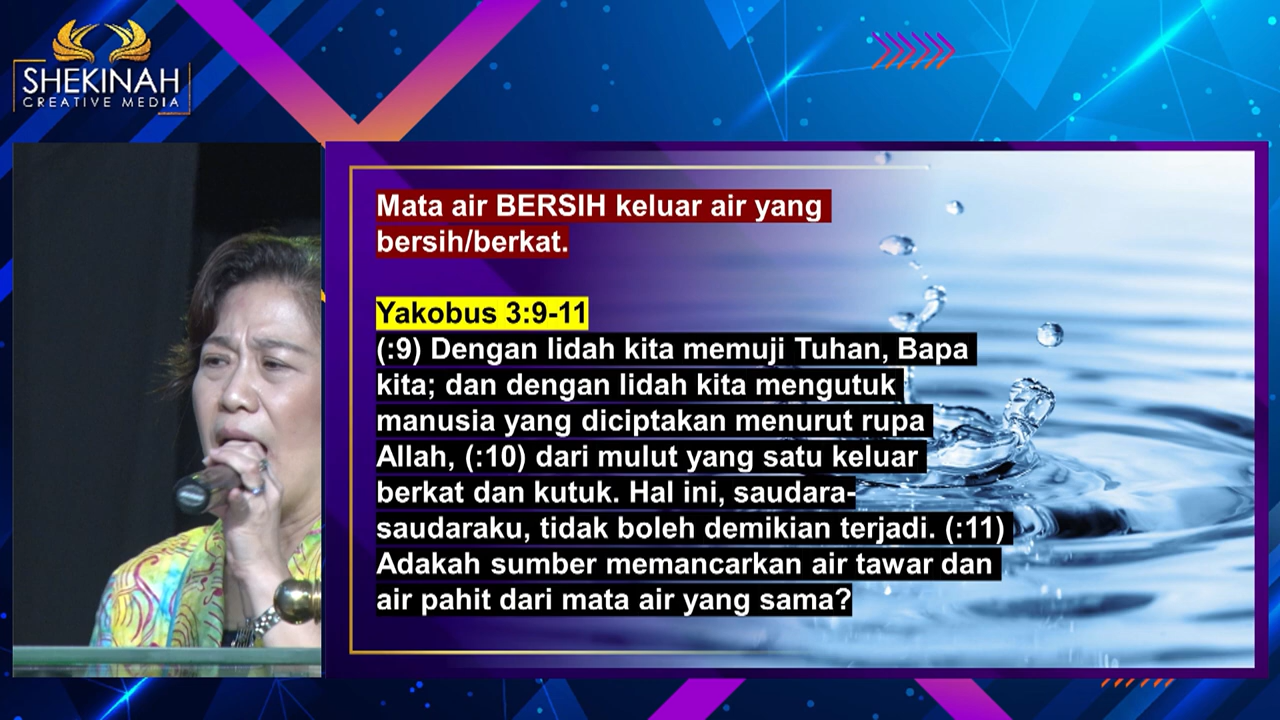 SHEKINAH
CREATIVE MEDIA
Mata air BERSIH keluar air yang
bersih/berkat.
Yakobus 3:9-11
(:9) Dengan lidah kita memuji Tuhan, Bapa
kita; dan dengan lidah kita mengutuk
manusia yang diciptakan menurut rupa
Allah, (:10) dari mulut yang satu keluar
berkat dan kutuk. Hal ini, saudara-
saudaraku, tidak boleh demikian terjadi. (:11)
Adakah sumber memancarkan air tawar dan
air pahit dari mata air yang sama?